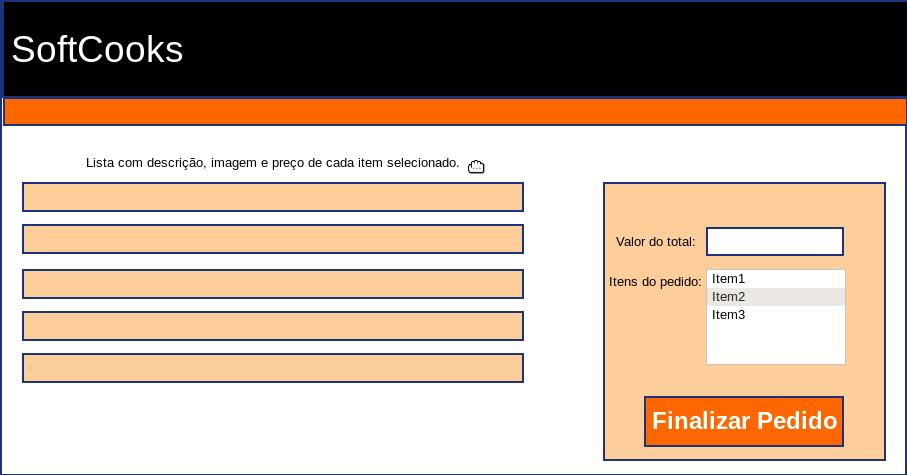 SoftCooks
Lista com descrição, imagem e preço de cada item selecionado.
Valor do total:
Itens do pedido:
Item1
Item2
Item3
Finalizar Pedido